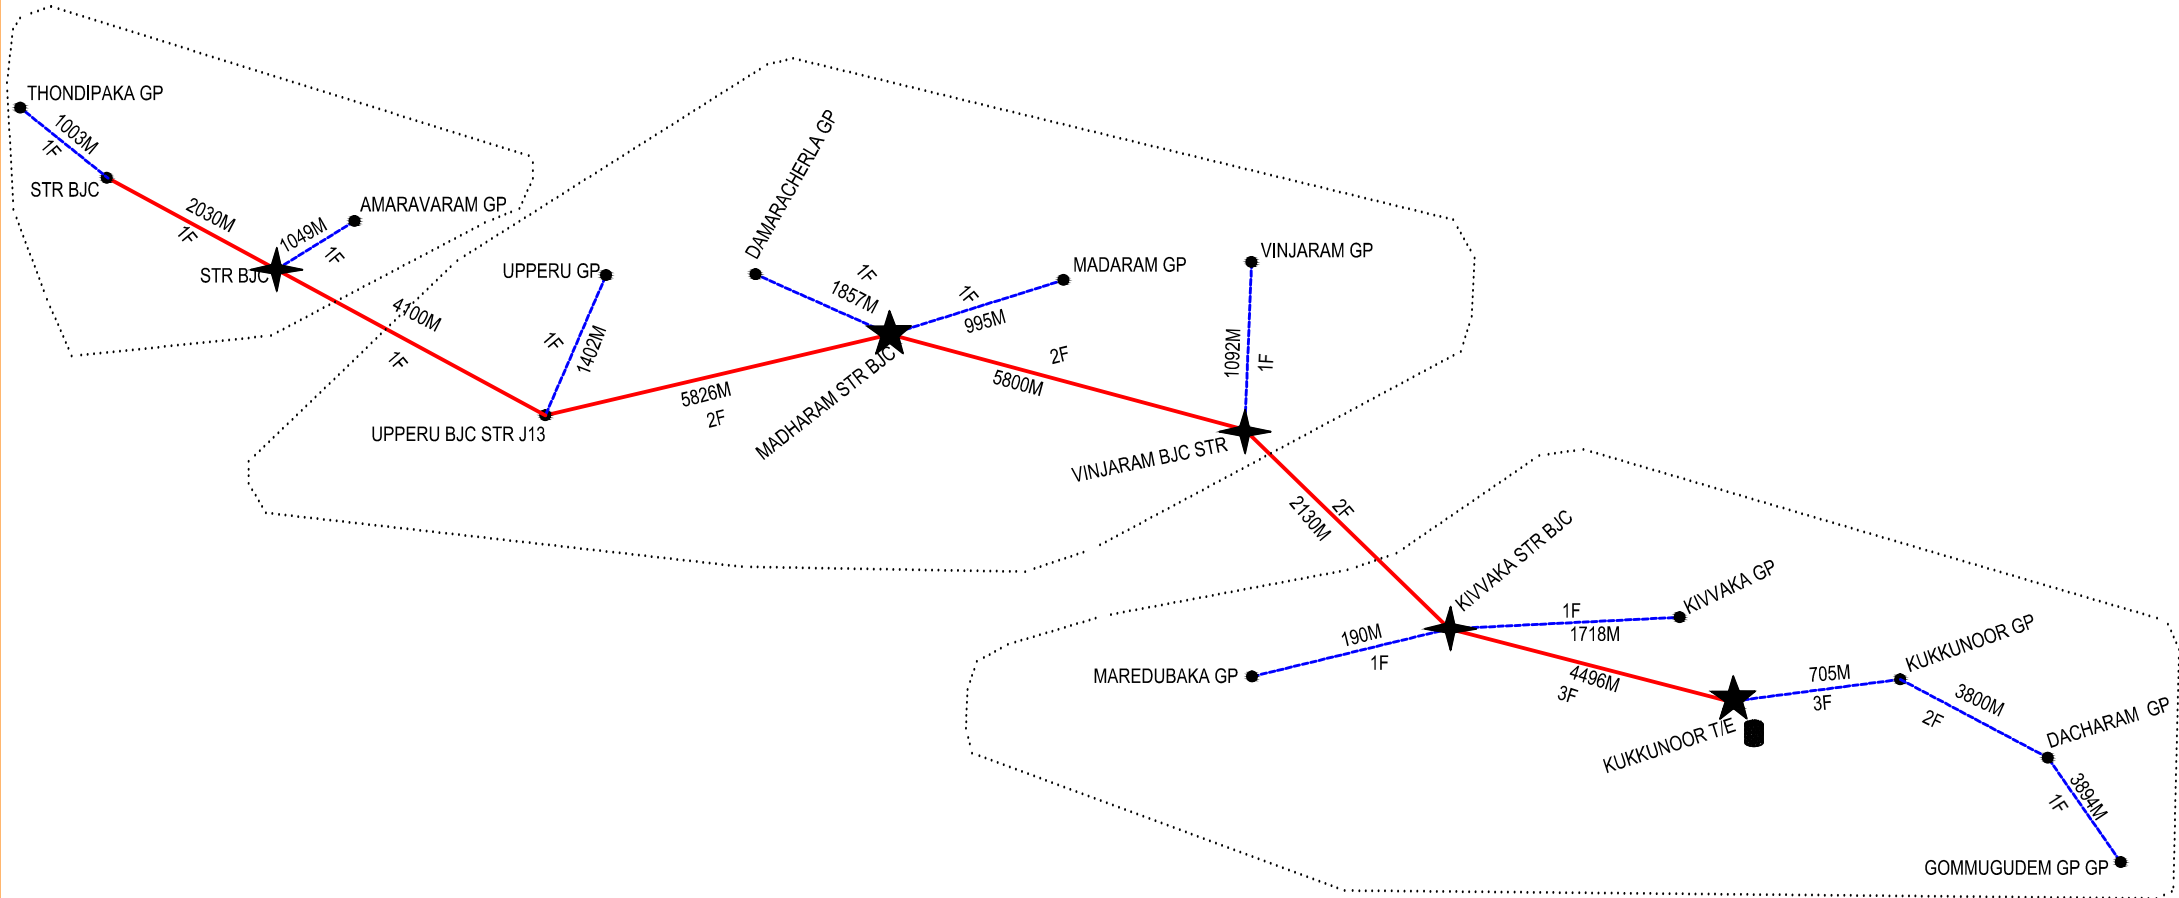 THONDIPAKA GP
1003M
1F
STR BJC
2030M
1F
AMARAVARAM GP
1049M
1F
STR BJC
4100M
1F
UPPERU GP
1F
1402M
UPPERU BJC STR J13
5826M
2F
DAMARACHERLA GP
1F
1857M
MADARAM GP
1F
995M
MADHARAM STR BJC
2F
5800M
VINJARAM GP
1092M
1F
VINJARAM BJC STR
2F
2130M
KIVVAKA STR BJC
KIVVAKA GP
1F
1718M
190M
1F
MAREDUBAKA GP
4496M
3F
KUKKUNOOR T/E
705M
3F
KUKKUNOOR GP
3800M
2F
DACHARAM GP
3894M
1F
GOMMUGUDEM GP GP